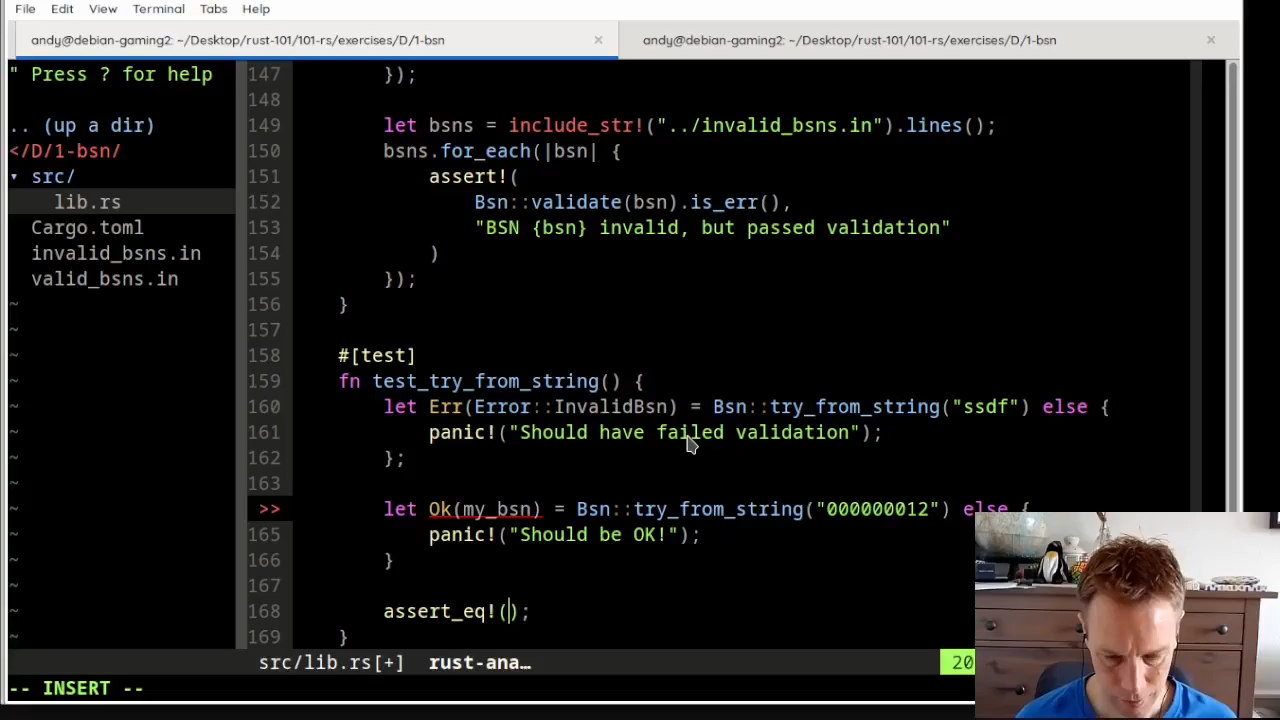 File Edit View Terminal Tabs Help
andy@debian-gaming2: ~/Desktop/rust-101/101-rs/exercises/D/1-bsn × andy@debian-gaming2: ~/Desktop/rust-101/101-rs/exercises/D/1-bsn ×
" Press ? for help
.. (up a dir)
</D/1-bsn/
▾ src/
lib.rs
Cargo.toml
invalid_bsns.in
valid_bsns.in
~
~
~
~
~
~
~
~
~
~
~
~
~
~
147 });
148
149 let bsns = include_str!("../invalid_bsns.in").lines();
150 bsns.for_each(|bsn| {
151 assert!(
152 Bsn::validate(bsn).is_err(),
153 "BSN {bsn} invalid, but passed validation"
154 )
155 });
156 }
157
158 #[test]
159 fn test_try_from_string() {
160 let Err(Error::InvalidBsn) = Bsn::try_from_string("ssdf") else {
161 panic!("Should have failed validation");
162 };
163
>> let Ok(my_bsn) = Bsn::try_from_string("000000012") else {
165 panic!("Should be OK!");
166 }
167
168 assert_eq!();
169 }
src/lib.rs[+] rust-ana… 20
-- INSERT --